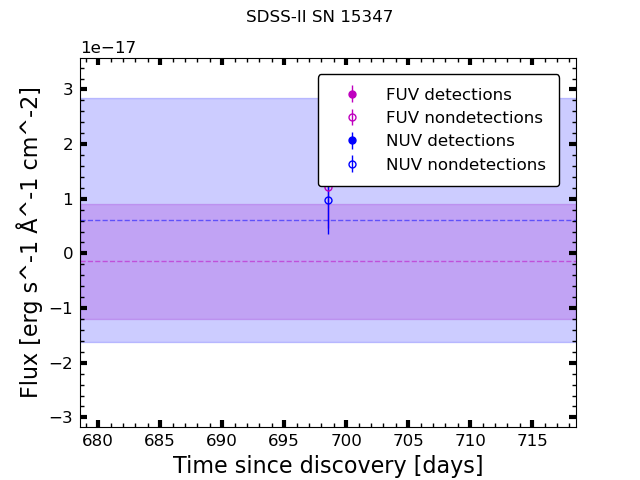 SDSS-II SN 15347
1e−17
FUV detections
FUV nondetections
NUV detections
NUV nondetections
3
2
1
0
−1
−2
−3
Flux [erg s^-1 Å^-1 cm^-2]
680 685 690 695 700 705 710 715
Time since discovery [days]